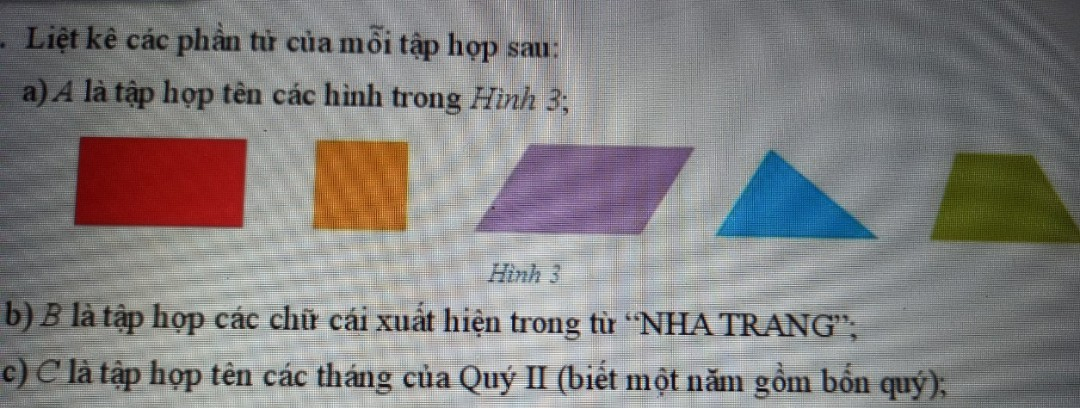 . Liệt kê các phần tử của mỗi tập hợp sau:
a) A là tập hợp tên các hình trong Hình 3;
Hình 3
b) B là tập hợp các chữ cái xuất hiện trong từ “NHA TRANG”;
c) C là tập hợp tên các tháng của Quý II (biết một năm gồm bốn quý);